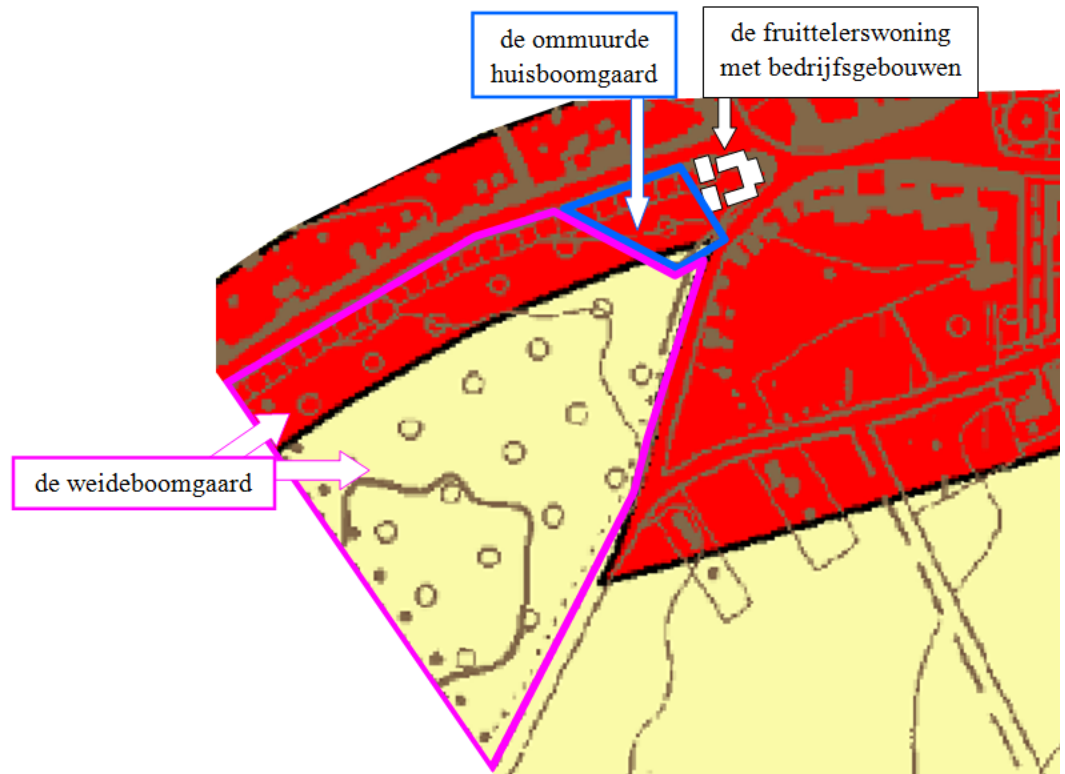 de ommuurde
huisboomgaard
de fruittelerswoning
met bedrijfsgebouwen
de weideboomgaard